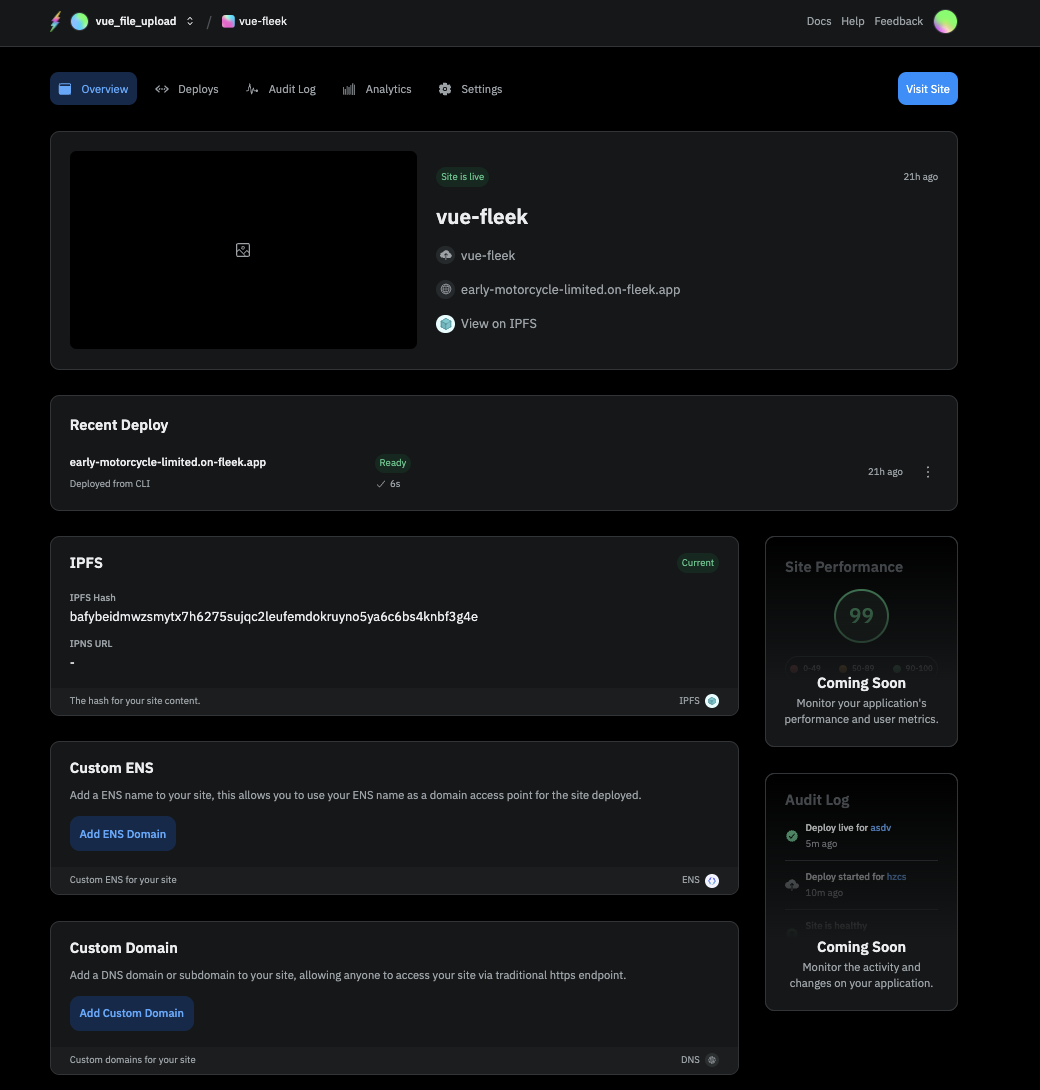 vue_file_upload / vue-fleek
Docs Help Feedback
Overview Deploys Audit Log Analytics Settings Visit Site
Site is live 21h ago
vue-fleek
vue-fleek
early-motorcycle-limited.on-fleek.app
View on IPFS
Recent Deploy
early-motorcycle-limited.on-fleek.app Ready
Deployed from CLI 6s
21h ago
IPFS Current
IPFS Hash
bafybeidmwzsmytx7h6275sujqc2leufemdokruyno5ya6c6bs4knbf3g4e
IPNS URL
-
The hash for your site content. IPFS
Site Performance
99
0-49 50-89 90-100
Coming Soon
Monitor your application's
performance and user metrics.
Custom ENS
Add a ENS name to your site, this allows you to use your ENS name as a domain access point for the site deployed.
Add ENS Domain
Custom ENS for your site ENS
Audit Log
Deploy live for asdv
5m ago
Deploy started for hzcs
10m ago
Site is healthy
Coming Soon
Monitor the activity and
changes on your application.
Custom Domain
Add a DNS domain or subdomain to your site, allowing anyone to access your site via traditional https endpoint.
Add Custom Domain
Custom domains for your site DNS